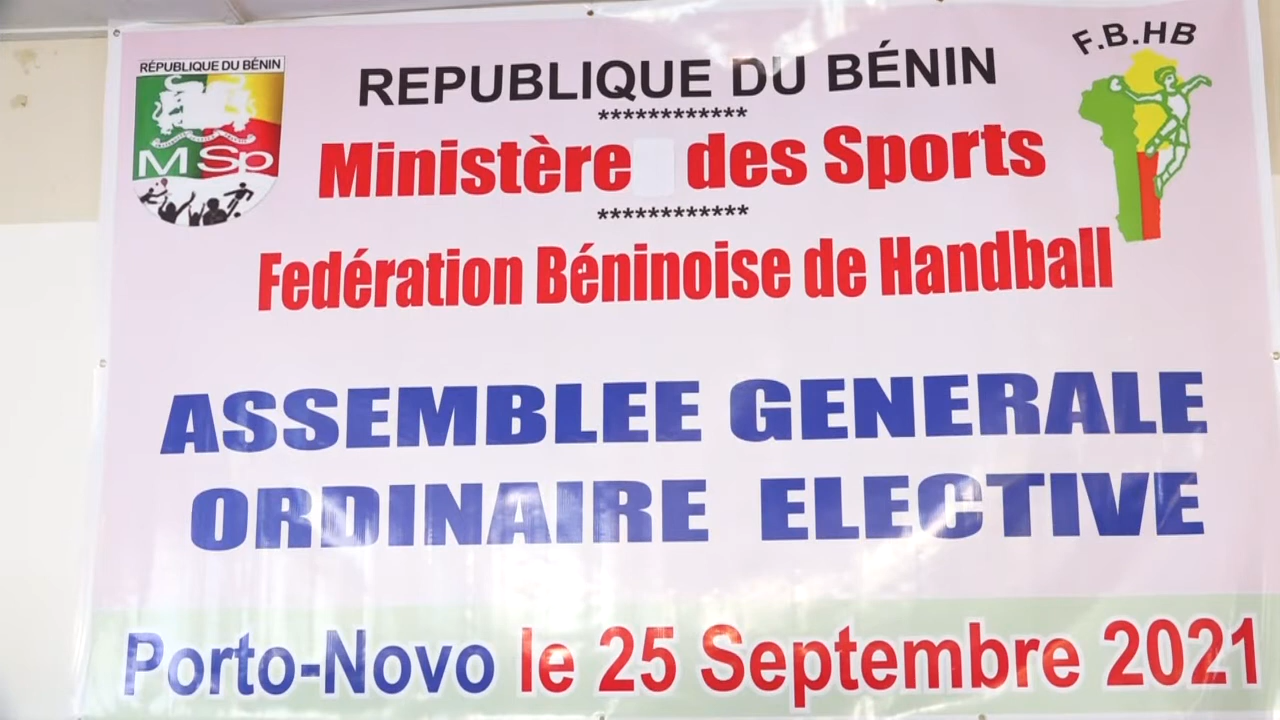 RÉPUBLIQUE DU BÉNIN
M Sp
F.B.HB
REPUBLIQUE DU BÉNIN
************
Ministère des Sports
************
Fedération Béninoise de Handball
ASSEMBLEE GENERALE
ORDINAIRE ELECTIVE
Porto-Novo le 25 Septembre 2021